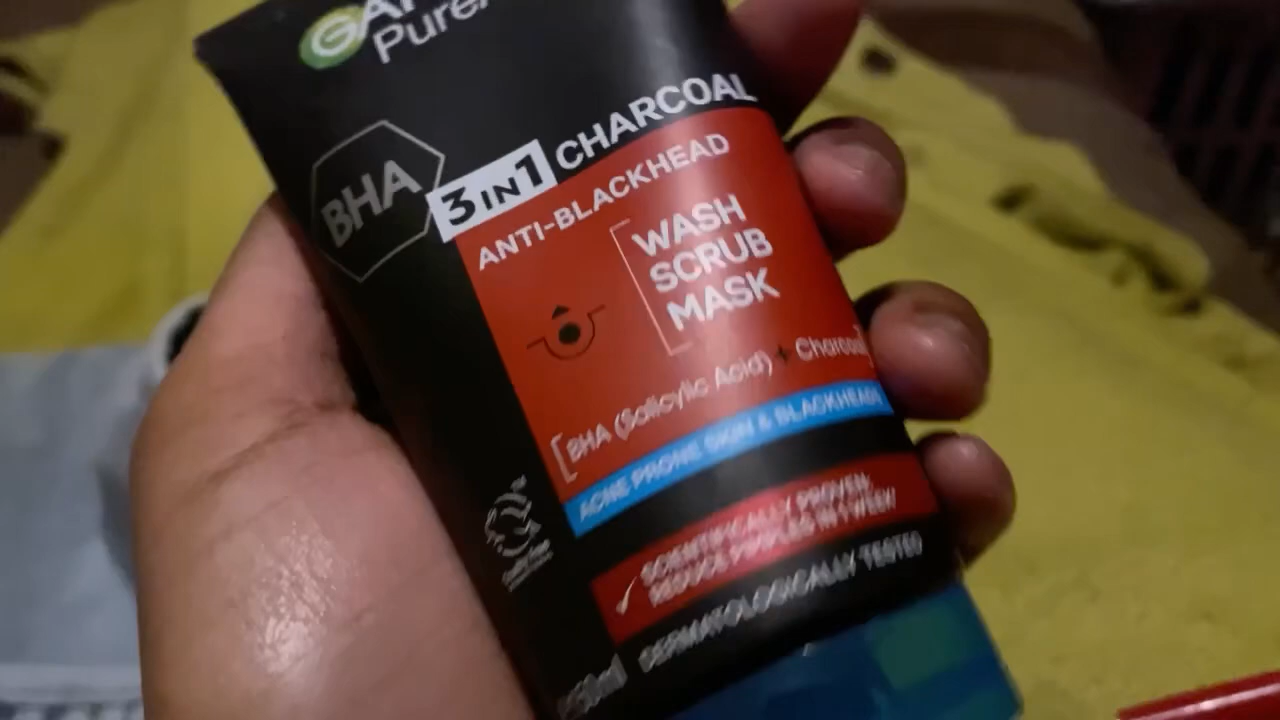 GAR
Pure
BHA
3 IN 1 CHARCOAL
ANTI-BLACKHEAD
WASH
SCRUB
MASK
[BHA (Salicylic Acid) + Charcoal]
ACNE PRONE SKIN & BLACKHEADS
SCIENTIFICALLY PROVEN:
REDUCE PIMPLES IN 1 WEEK!
DERMATOLOGICALLY TESTED